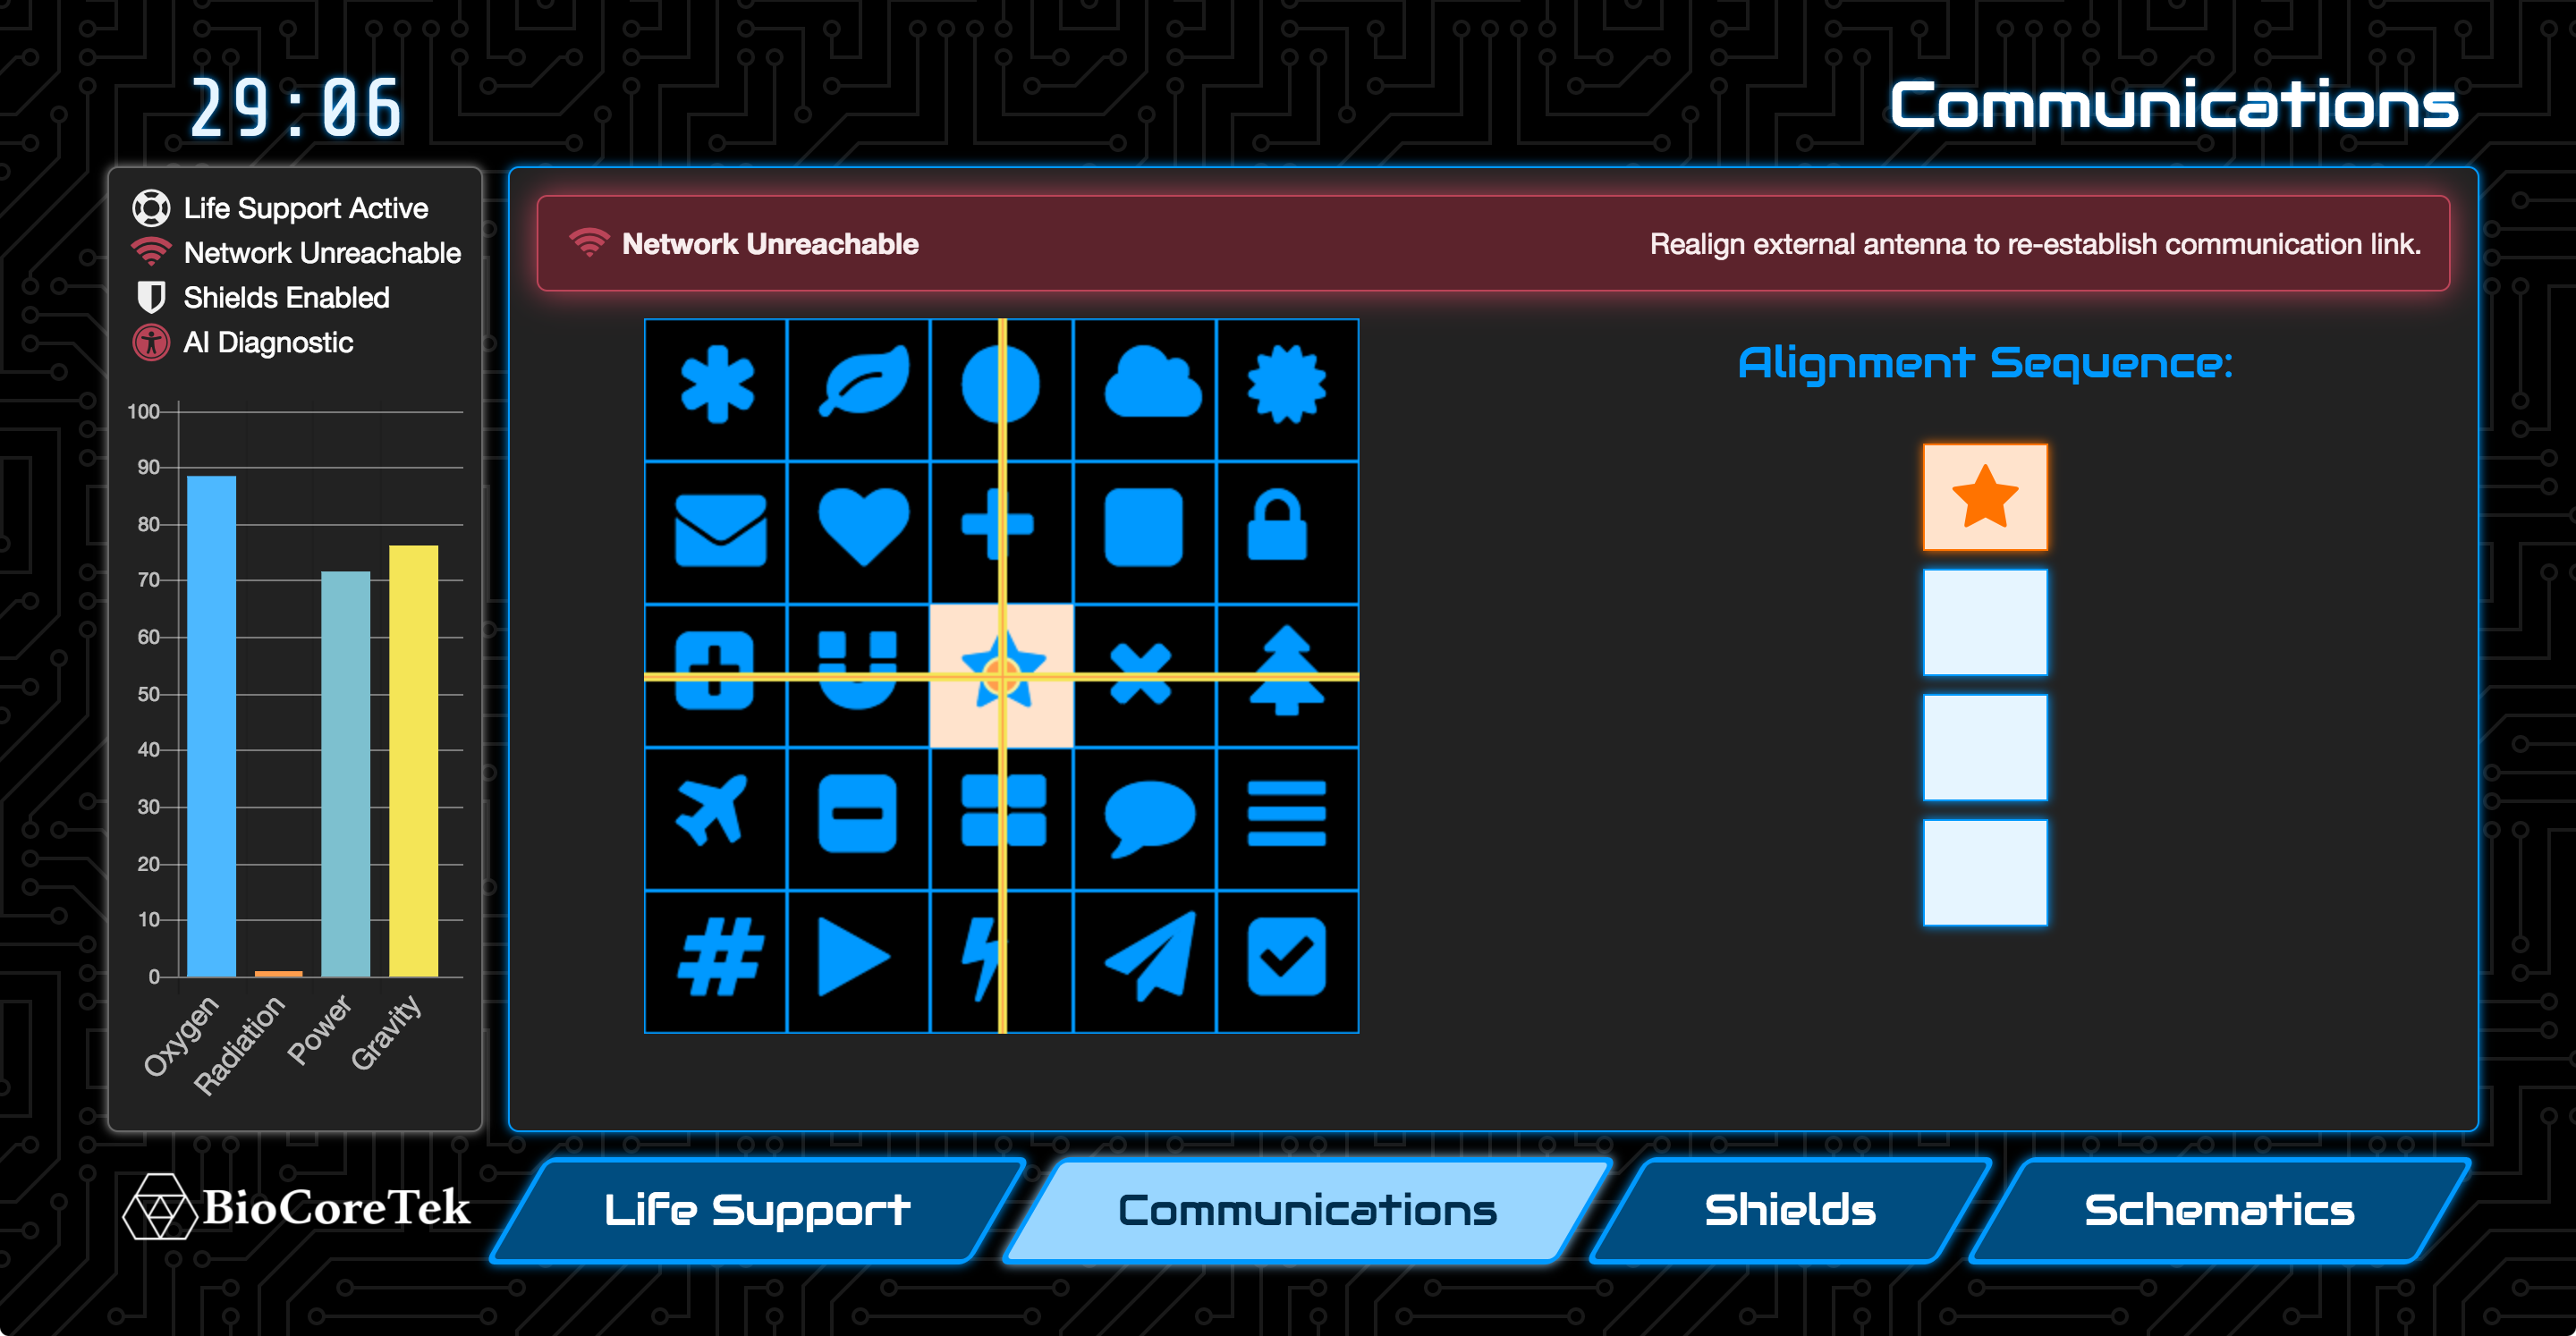 29:06
Communications
Life Support Active
Network Unreachable
Shields Enabled
AI Diagnostic
100
90
80
70
60
50
40
30
20
10
0
Oxygen
Radiation
Power
Gravity
Network Unreachable
Realign external antenna to re-establish communication link.
Alignment Sequence:
BioCoreTek
Life Support
Communications
Shields
Schematics